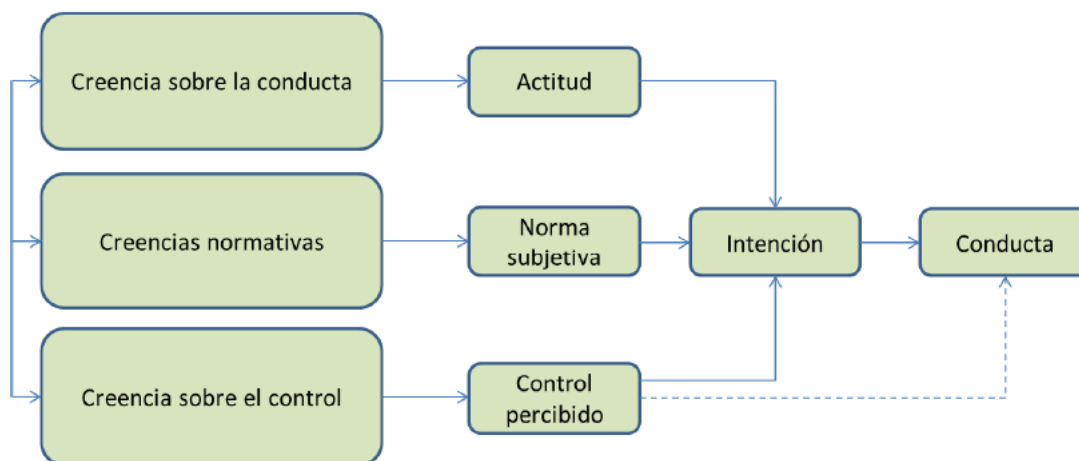 Creencia sobre la conducta
Actitud
Creencias normativas
Norma
subjetiva
Intención
Conducta
Creencia sobre el control
Control
percibido